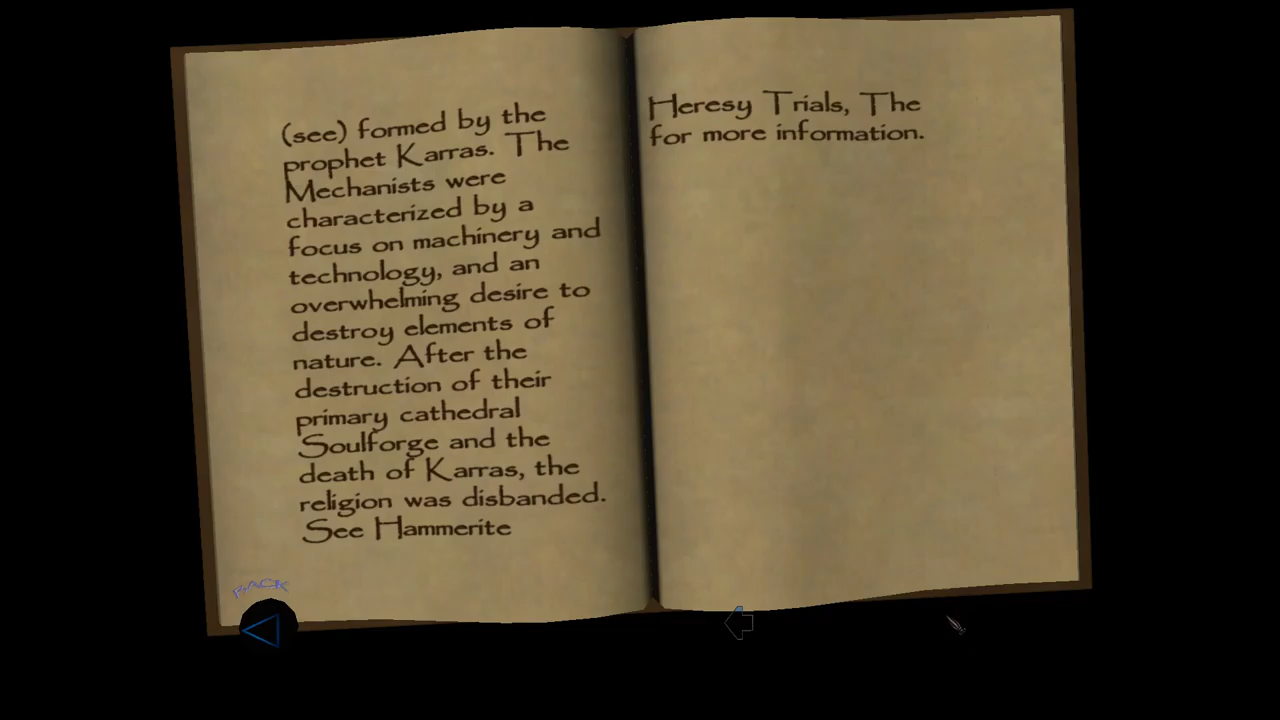 (see) formed by the
prophet Karras. The
Mechanists were
characterized by a
focus on machinery and
technology, and an
overwhelming desire to
destroy elements of
nature. After the
destruction of their
primary cathedral
Soulforge and the
death of Karras, the
religion was disbanded.
See Hammerite
Heresy Trials, The
for more information.
BACK